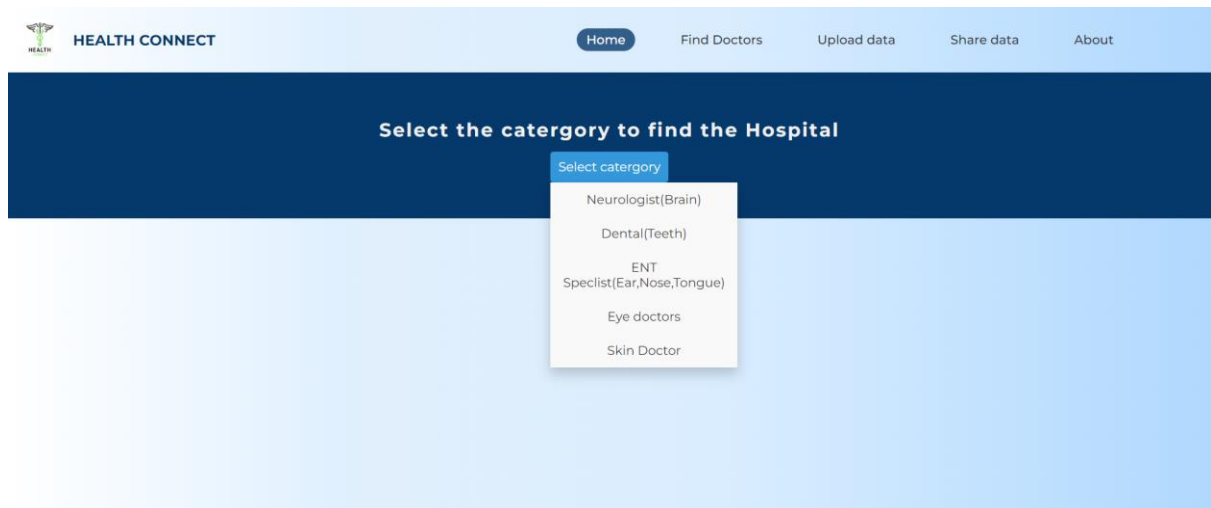 HEALTH
HEALTH CONNECT
Home
Find Doctors
Upload data
Share data
About
Select the catergory to find the Hospital
Select catergory
Neurologist(Brain)
Dental(Teeth)
ENT
Speclist(Ear,Nose,Tongue)
Eye doctors
Skin Doctor